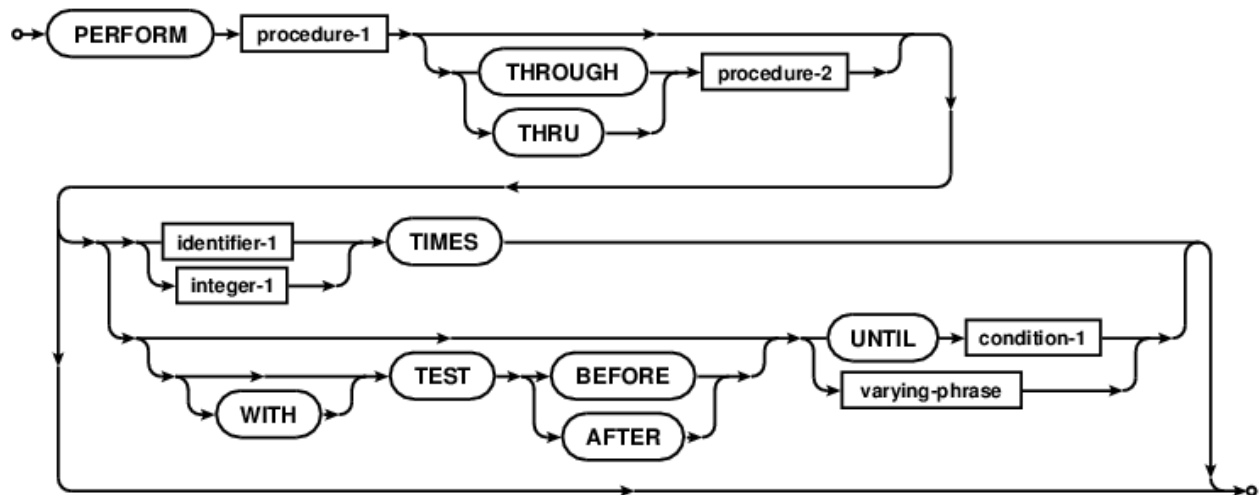 PERFORM procedure-1
THROUGH procedure-2
THRU
identifier-1 TIMES
integer-1
UNTIL condition-1
TEST BEFORE varying-phrase
WITH
AFTER